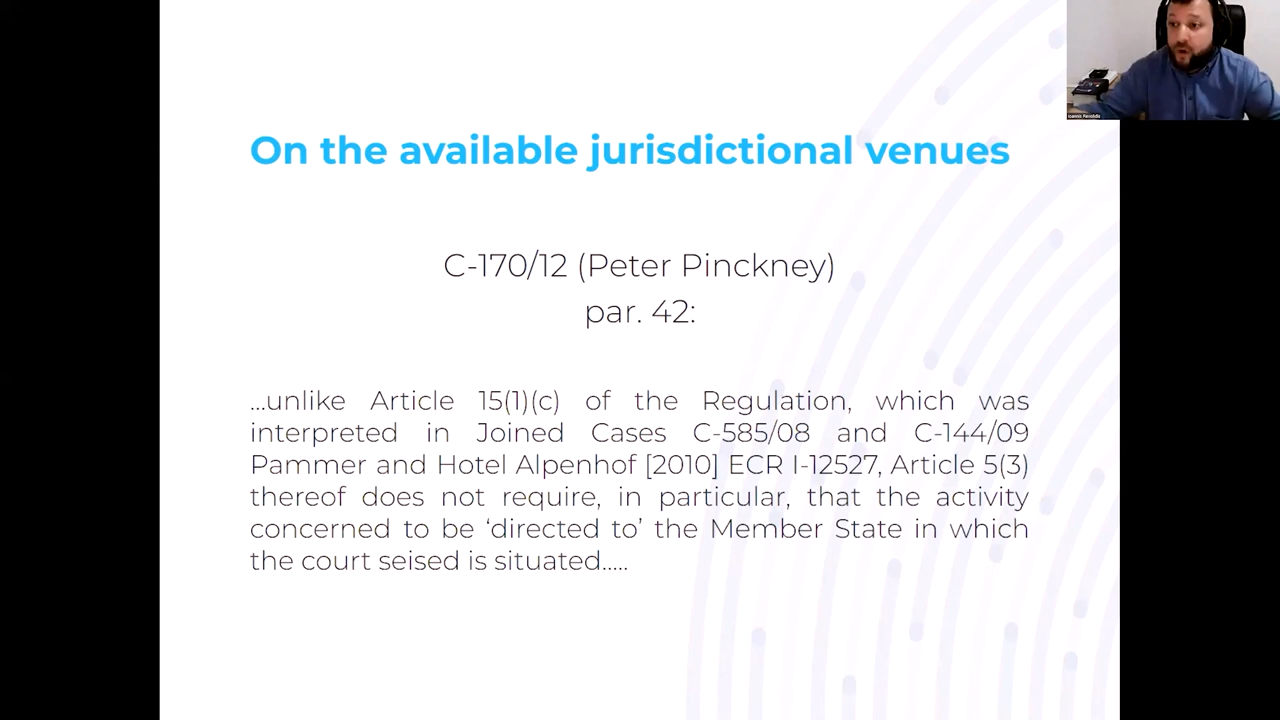 On the available jurisdictional venues
C-170/12 (Peter Pinckney)
par. 42:
...unlike Article 15(1)(c) of the Regulation, which was
interpreted in Joined Cases C-585/08 and C-144/09
Pammer and Hotel Alpenhof [2010] ECR I-12527, Article 5(3)
thereof does not require, in particular, that the activity
concerned to be ‘directed to’ the Member State in which
the court seised is situated.....